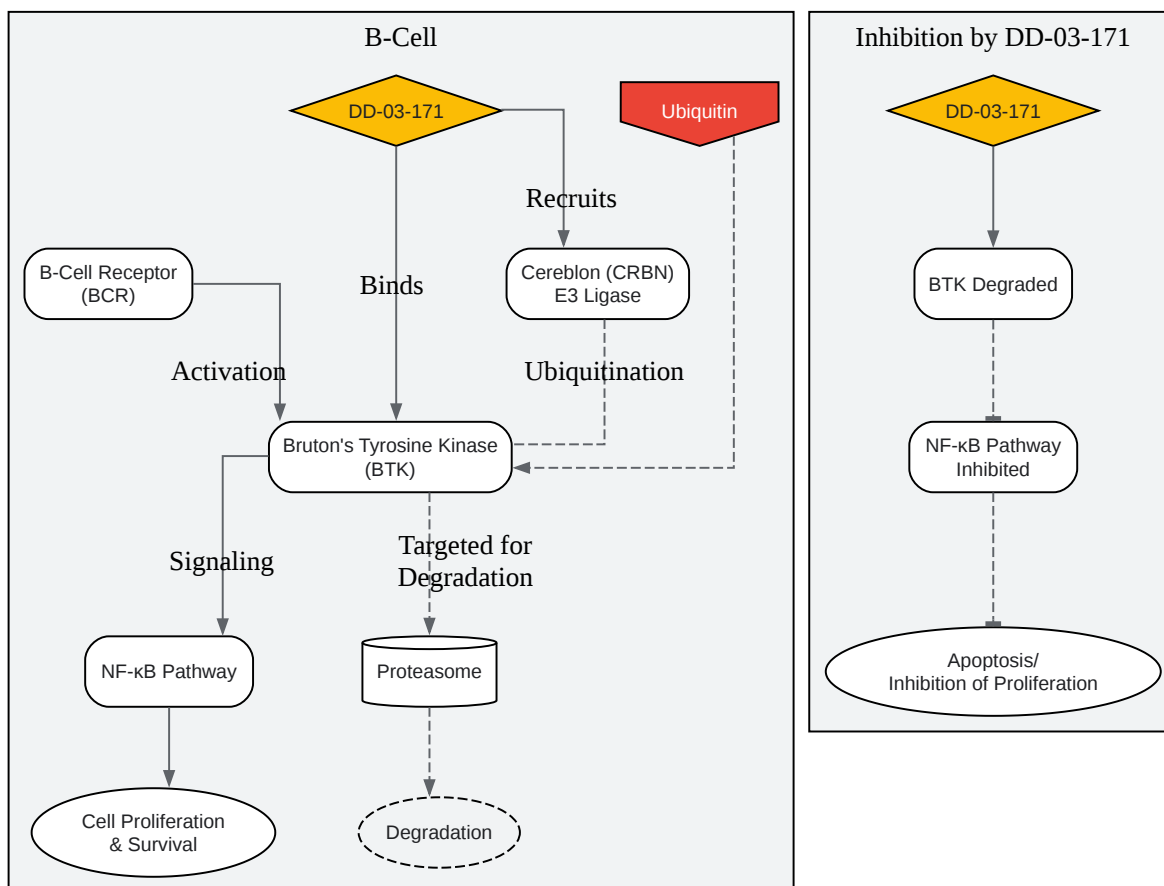 B-Cell
DD-03-171
Ubiquitin
Recruits
B-Cell Receptor
(BCR)
Binds
Cereblon (CRBN)
E3 Ligase
Activation
Ubiquitination
Bruton's Tyrosine Kinase
(BTK)
Signaling
Targeted for
Degradation
NF-κB Pathway
Proteasome
Cell Proliferation
& Survival
Degradation
Inhibition by DD-03-171
DD-03-171
BTK Degraded
NF-κB Pathway
Inhibited
Apoptosis/
Inhibition of Proliferation